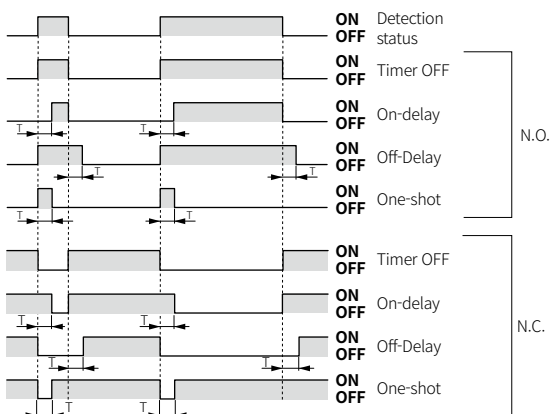 ON
OFF
Detection
status
ON
OFF
Timer OFF
ON
OFF
On-delay
T
T
ON
OFF
Off-Delay
T
T
ON
OFF
One-shot
T
T
N.O.
ON
OFF
Timer OFF
ON
OFF
On-delay
T
T
ON
OFF
Off-Delay
T
T
ON
OFF
One-shot
T
T
N.C.